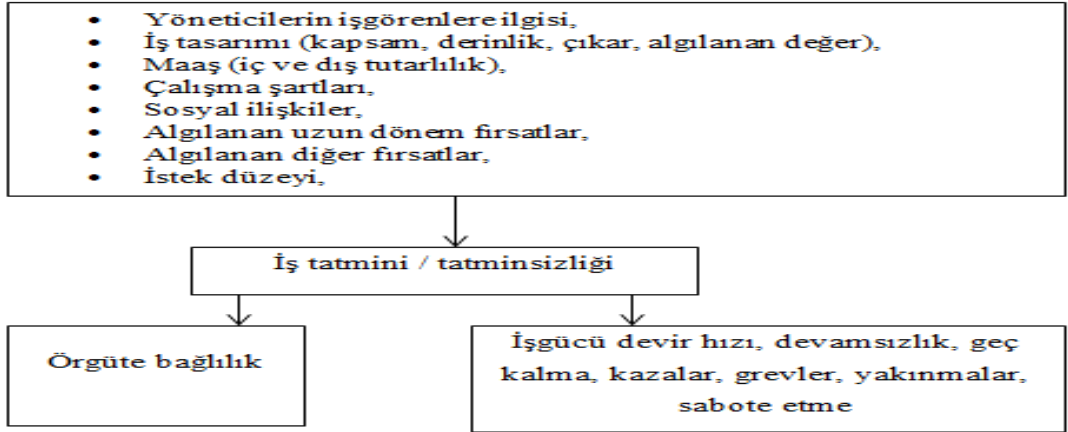 • Yöneticilerin işgörenlere ilgisi,
• İş tasarımı (kapsam, derinlik, çıkar, algılanan değer),
• Maaş (iç ve dış tutarlılık),
• Çalışma şartları,
• Sosyal ilişkiler,
• Algılanan uzun dönem fırsatlar,
• Algılanan diğer fırsatlar,
• İstek düzeyi,
İş tatmini / tatminsizliği
Örgüte bağlılık
İşgücü devir hızı, devamsızlık, geç
kalma, kazalar, grevler, yakınmalar,
sabote etme